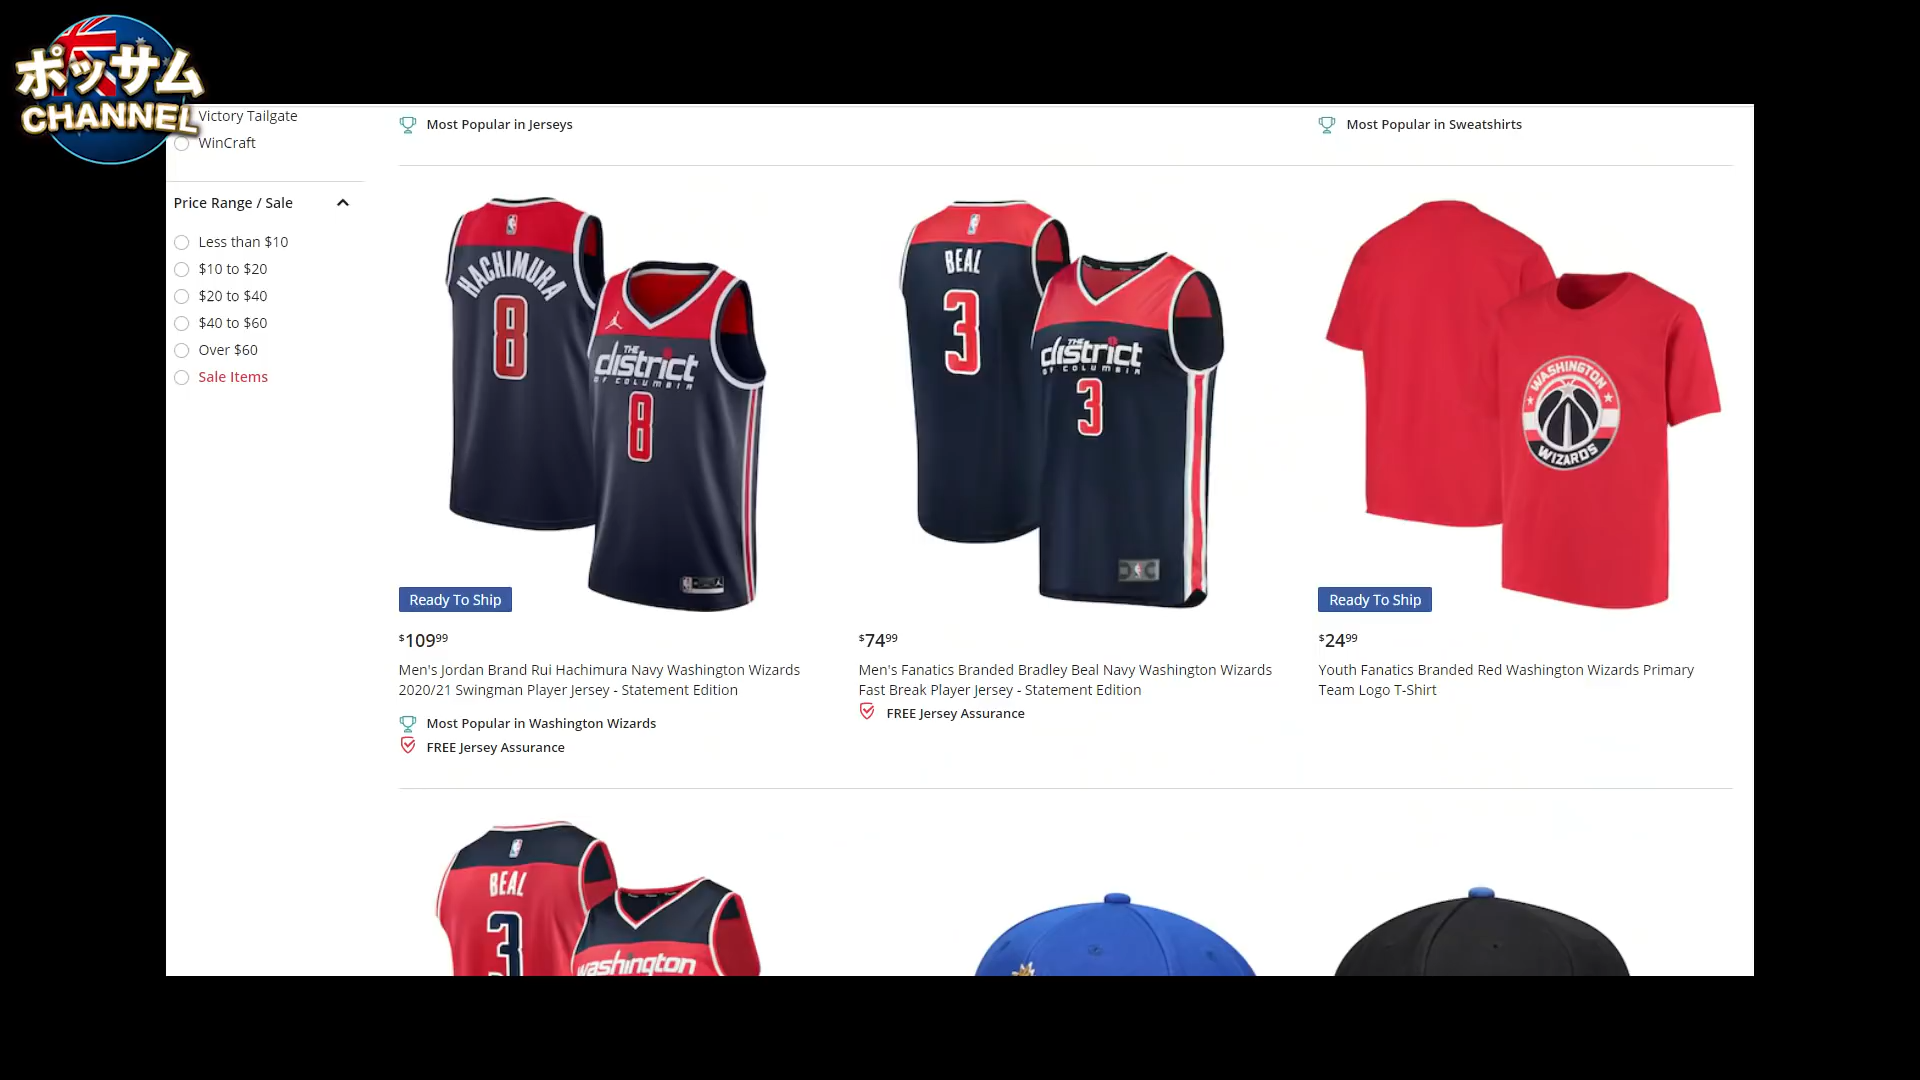 ポッサム
CHANNEL
Victory Tailgate
WinCraft
Price Range / Sale
Less than $10
$10 to $20
$20 to $40
$40 to $60
Over $60
Sale Items
Most Popular in Jerseys
Most Popular in Sweatshirts
HACHIMURA
8
THE
district
OF COLUMBIA
8
BEAL
3
THE
district
OF COLUMBIA
3
WASHINGTON
WIZARDS
Ready To Ship
Ready To Ship
$109.99
$74.99
$24.99
Men's Jordan Brand Rui Hachimura Navy Washington Wizards
2020/21 Swingman Player Jersey - Statement Edition
Most Popular in Washington Wizards
FREE Jersey Assurance
Men's Fanatics Branded Bradley Beal Navy Washington Wizards
Fast Break Player Jersey - Statement Edition
FREE Jersey Assurance
Youth Fanatics Branded Red Washington Wizards Primary
Team Logo T-Shirt
BEAL
3
washington